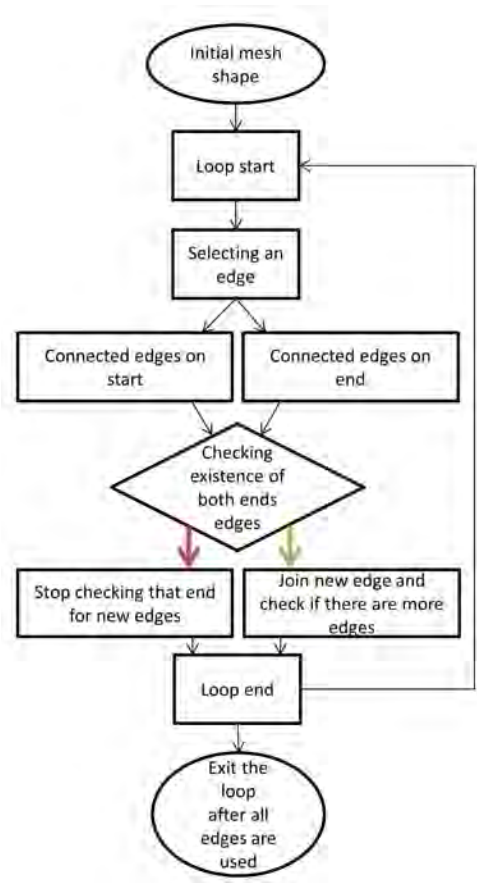 Initial mesh
shape
Loop start
Selecting an
edge
Connected edges on
start
Connected edges on
end
Checking
existence of
both ends
edges
Stop checking that end
for new edges
Join new edge and
check if there are more
edges
Loop end
Exit the
loop
after all
edges are
used